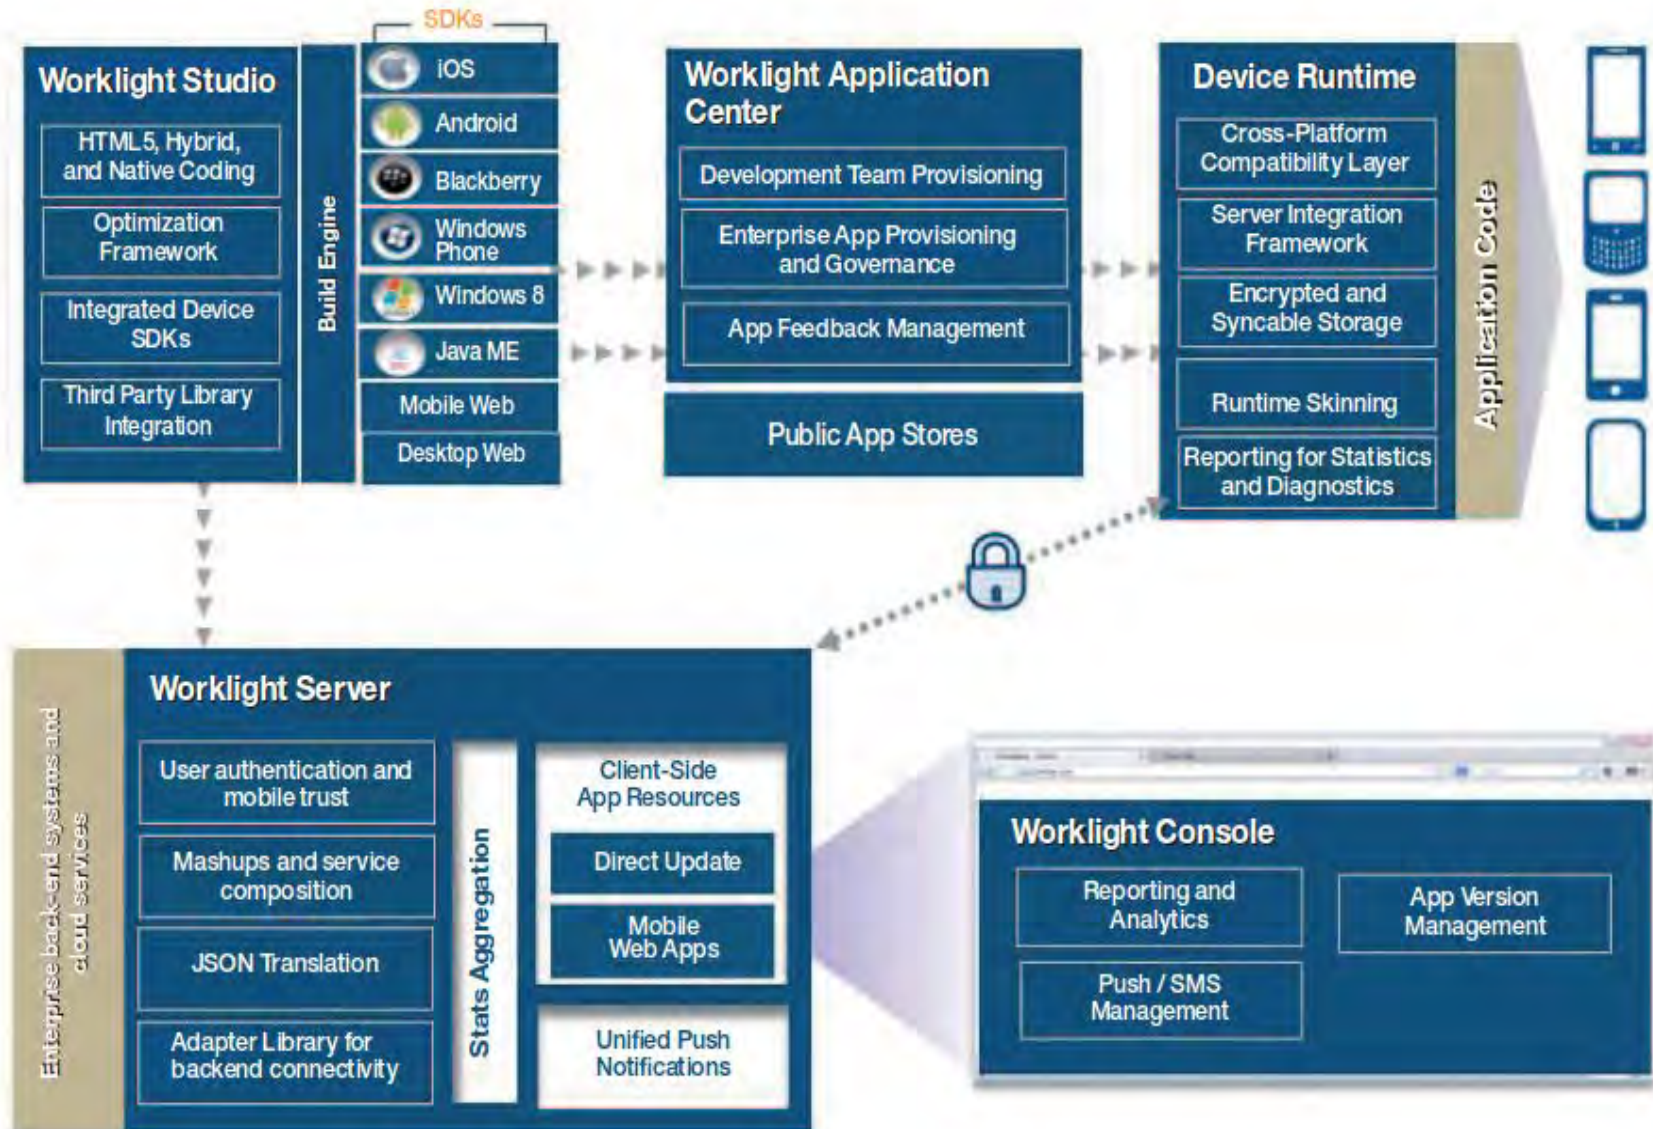 SDKs
Worklight Studio
HTML5, Hybrid,
and Native Coding
Optimization
Framework
Integrated Device
SDKs
Third Party Library
Integration
Build Engine
iOS
Android
Blackberry
Windows
Phone
Windows 8
Java ME
Mobile Web
Desktop Web
Worklight Application
Center
Development Team Provisioning
Enterprise App Provisioning
and Governance
App Feedback Management
Public App Stores
Device Runtime
Cross-Platform
Compatibility Layer
Server Integration
Framework
Encrypted and
Syncable Storage
Runtime Skinning
Reporting for Statistics
and Diagnostics
Application Code
Enterprise back-end systems and
cloud services
Worklight Server
User authentication and
mobile trust
Mashups and service
composition
JSON Translation
Adapter Library for
backend connectivity
Stats Aggregation
Client-Side
App Resources
Direct Update
Mobile
Web Apps
Unified Push
Notifications
Worklight Console
Reporting and
Analytics
Push / SMS
Management
App Version
Management